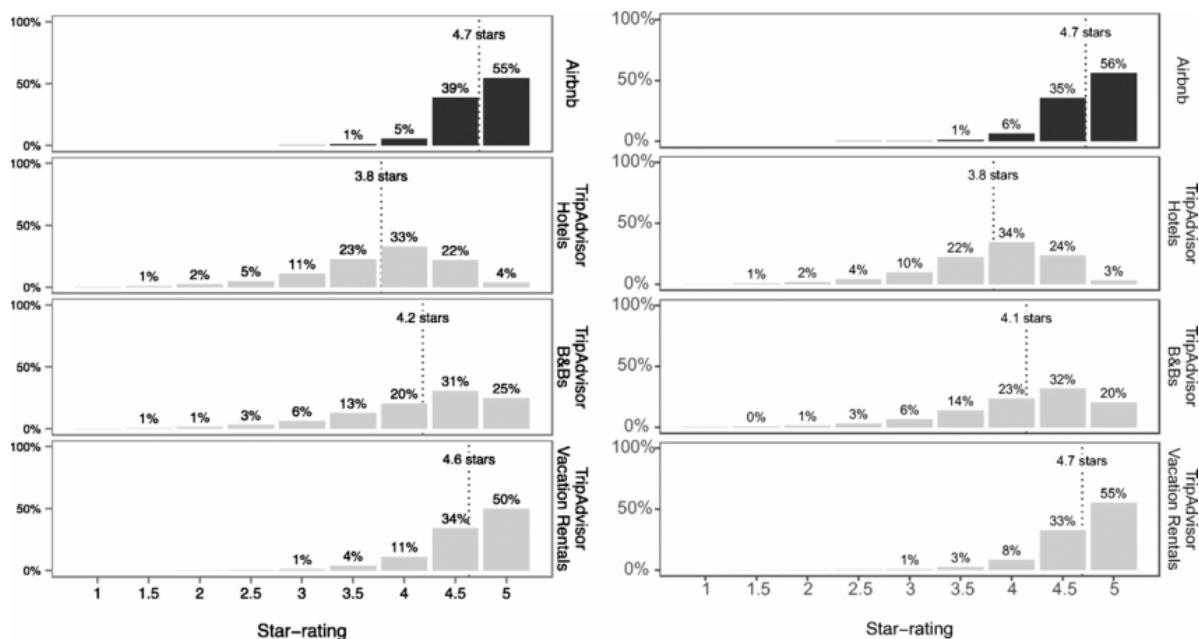 100%
50%
0%
4.7 stars
1%
5%
39%
55%
Airbnb
100%
50%
0%
3.8 stars
1%
2%
5%
11%
23%
33%
22%
4%
TripAdvisor
Hotels
100%
50%
0%
4.2 stars
1%
1%
3%
6%
13%
20%
31%
25%
TripAdvisor
B&Bs
100%
50%
0%
4.6 stars
1%
4%
11%
34%
50%
TripAdvisor
Vacation Rentals
1 1.5 2 2.5 3 3.5 4 4.5 5
Star-rating
100%
50%
0%
4.7 stars
1%
6%
35%
56%
Airbnb
100%
50%
0%
3.8 stars
1%
2%
4%
10%
22%
34%
24%
3%
TripAdvisor
Hotels
100%
50%
0%
4.1 stars
0%
1%
3%
6%
14%
23%
32%
20%
TripAdvisor
B&Bs
100%
50%
0%
4.7 stars
1%
3%
8%
33%
55%
TripAdvisor
Vacation Rentals
1 1.5 2 2.5 3 3.5 4 4.5 5
Star-rating